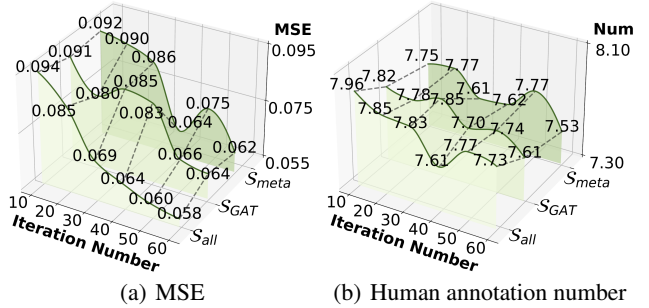 MSE
0.095
0.075
0.055
0.092
0.090
0.086
0.091
0.094
0.085
0.080
0.075
0.085
0.083
0.064
0.069
0.066
0.062
0.064
0.064
0.060
0.058
S_meta
S_GAT
S_all
10 20 30 40 50 60
Iteration Number
(a) MSE
Num
8.10
7.30
7.75
7.77
7.82
7.96
7.61
7.77
7.78
7.85
7.62
7.85
7.83
7.70
7.74
7.53
7.77
7.61
7.61
7.73
S_meta
S_GAT
S_all
10 20 30 40 50 60
Iteration Number
(b) Human annotation number